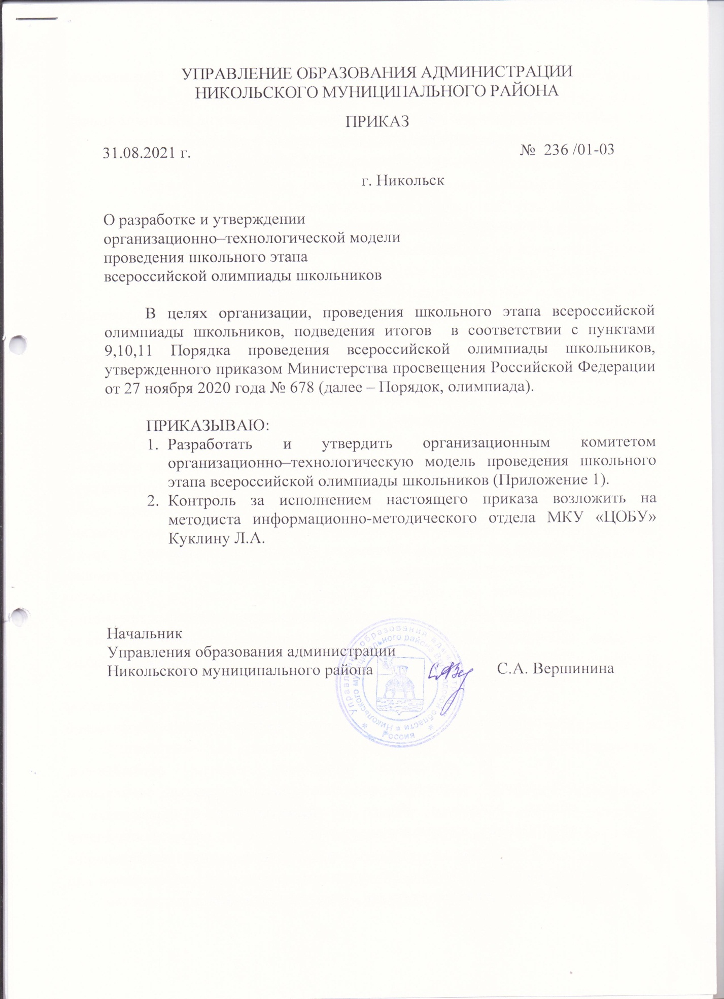 УПРАВЛЕНИЕ ОБРАЗОВАНИЯ АДМИНИСТРАЦИИ
НИКОЛЬСКОГО МУНИЦИПАЛЬНОГО РАЙОНА
ПРИКАЗ
31.08.2021 г.
№ 236 /01-03
г. Никольск
О разработке и утверждении
организационно–технологической модели
проведения школьного этапа
всероссийской олимпиады школьников
В целях организации, проведения школьного этапа всероссийской
олимпиады школьников, подведения итогов в соответствии с пунктами
9,10,11 Порядка проведения всероссийской олимпиады школьников,
утвержденного приказом Министерства просвещения Российской Федерации
от 27 ноября 2020 года № 678 (далее – Порядок, олимпиада).
ПРИКАЗЫВАЮ:
1. Разработать и утвердить организационным комитетом
организационно–технологическую модель проведения школьного
этапа всероссийской олимпиады школьников (Приложение 1).
2. Контроль за исполнением настоящего приказа возложить на
методиста информационно-методического отдела МКУ «ЦОБУ»
Куклину Л.А.
Начальник
Управления образования администрации
Никольского муниципального района
С.А. Вершинина
Управление образования
Никольского муниципального района
области
Россия